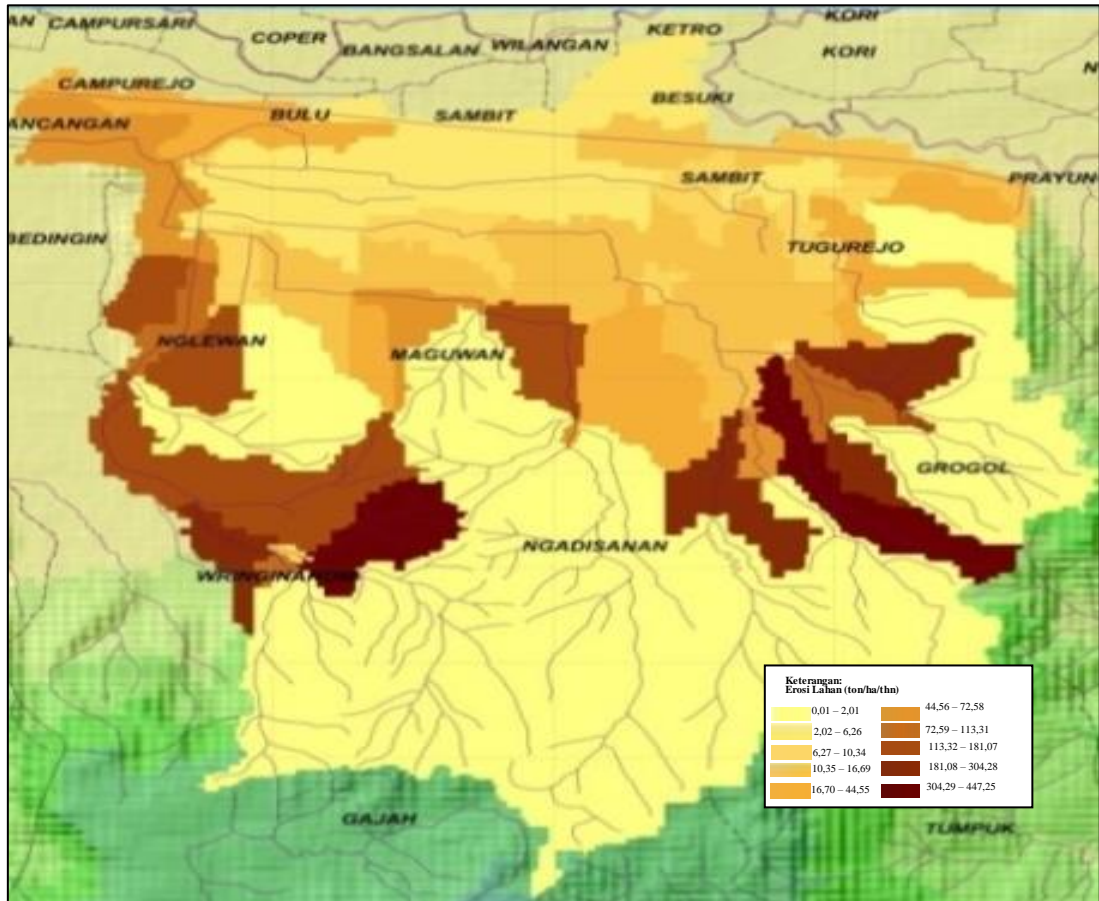 AN
CAMPURSARI
COPER
BANGSALAN
WILANGAN
KETRO
KORI
KORI
N
CAMPUREJO
BESUKI
ANCANGAN
BULU
SAMBIT
SAMBIT
PRAYUN
BEDINGIN
TUGUREJO
NGLEWAN
MAGUWAN
GROGOL
NGADISANAN
Keterangan:
Erosi Lahan (ton/ha/thn)
0,01 – 2,01
2,02 – 6,26
6,27 – 10,34
10,35 – 16,69
16,70 – 44,55
44,56 – 72,58
72,59 – 113,31
113,32 – 181,07
181,08 – 304,28
304,29 – 447,25
GAJAH
TUMPUK